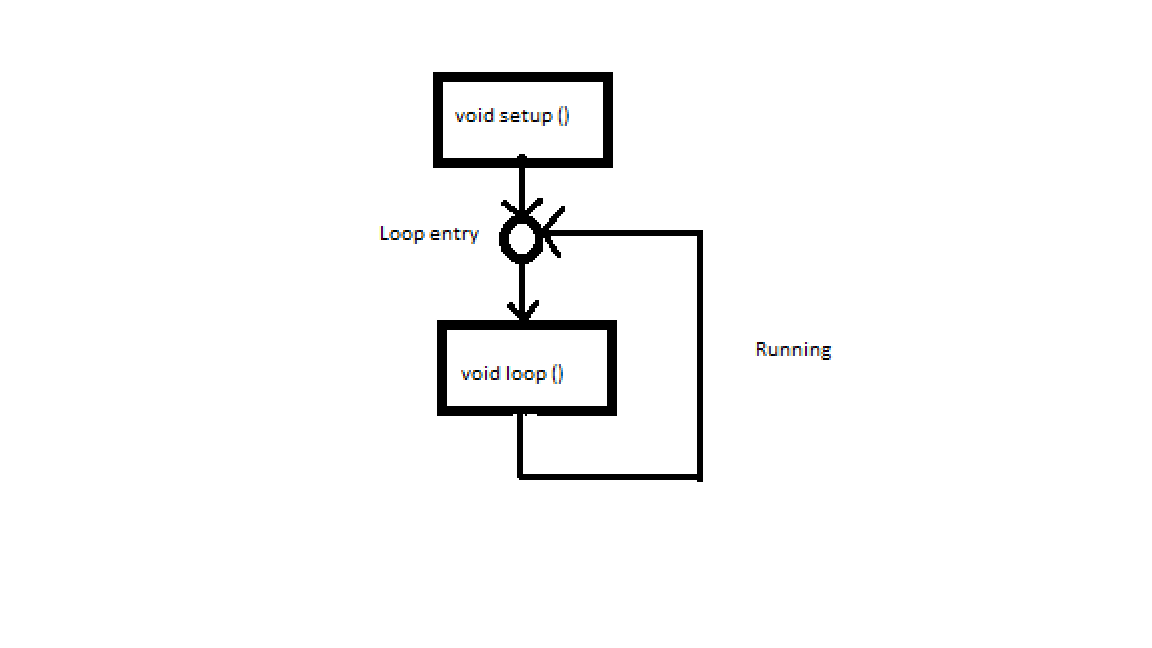 void setup ()
Loop entry
Running
void loop ()